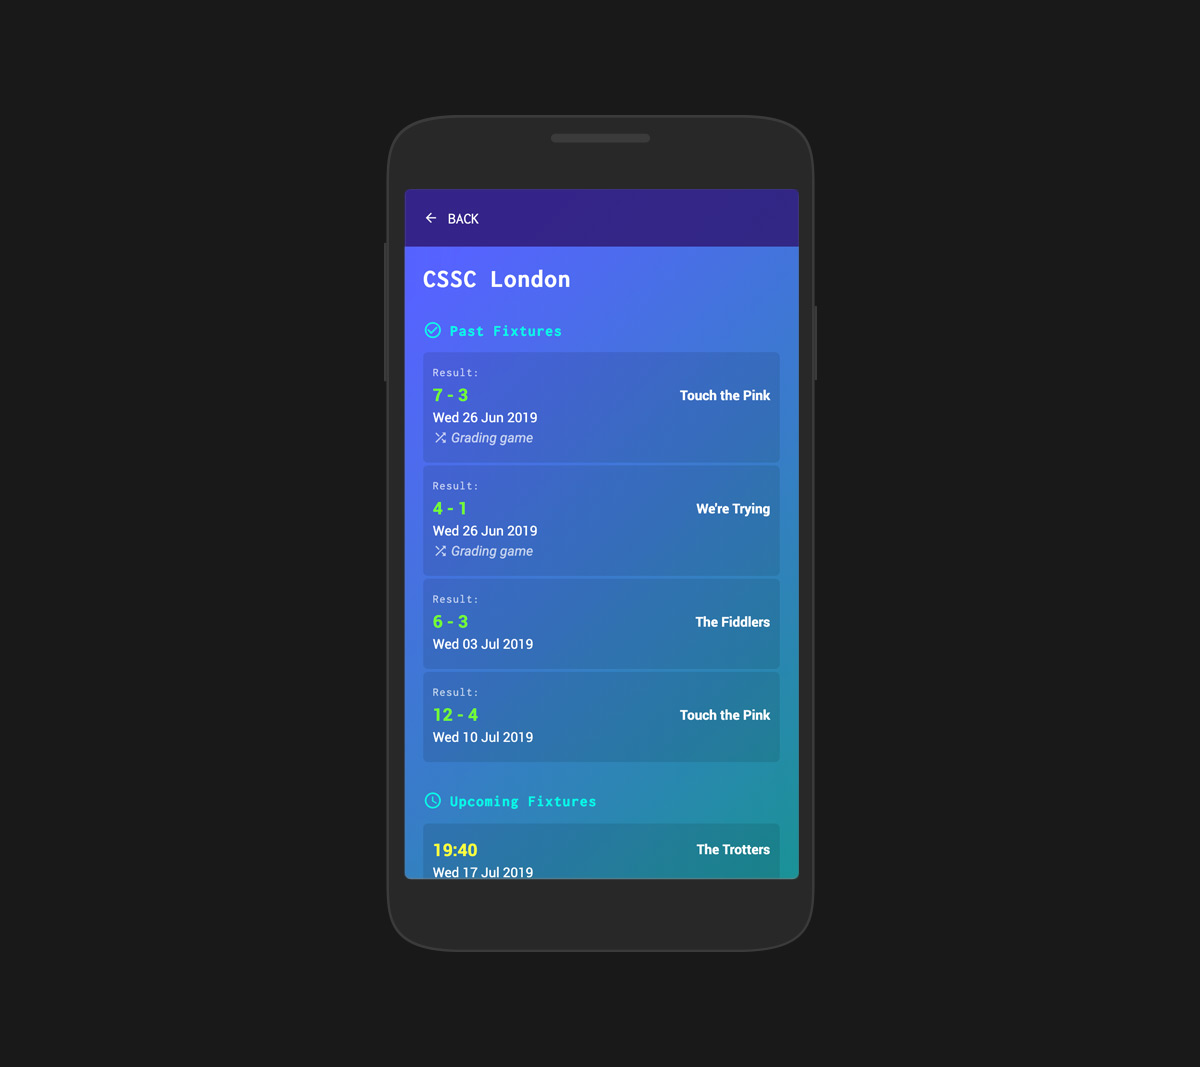 BACK
CSSC London
Past Fixtures
Result:
7 - 3
Touch the Pink
Wed 26 Jun 2019
Grading game
Result:
4 - 1
We're Trying
Wed 26 Jun 2019
Grading game
Result:
6 - 3
The Fiddlers
Wed 03 Jul 2019
Result:
12 - 4
Touch the Pink
Wed 10 Jul 2019
Upcoming Fixtures
19:40
The Trotters
Wed 17 Jul 2019